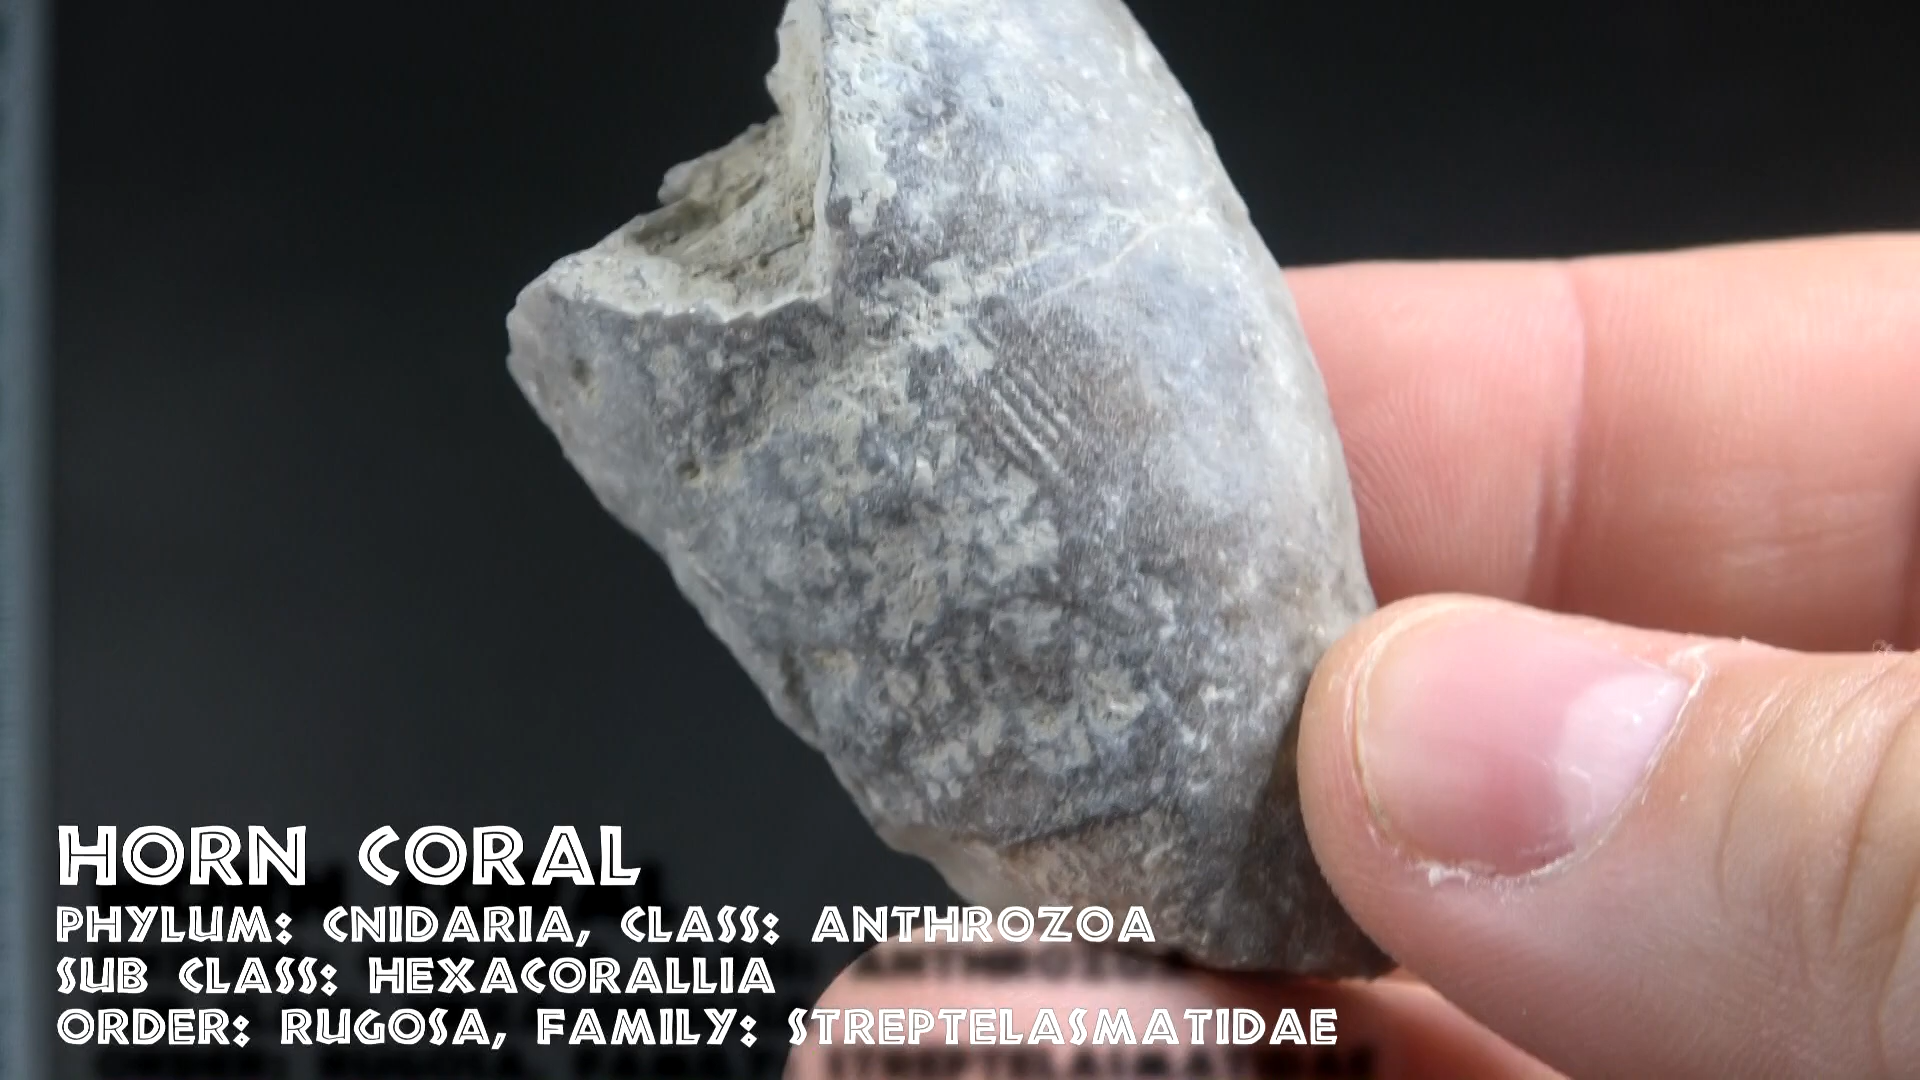 HORN CORAL
PHYLUM: CNIDARIA, CLASS: ANTHROZOA
SUB CLASS: HEXACORALLIA
ORDER: RUGOSA, FAMILY: STREPTELASMATIDAE